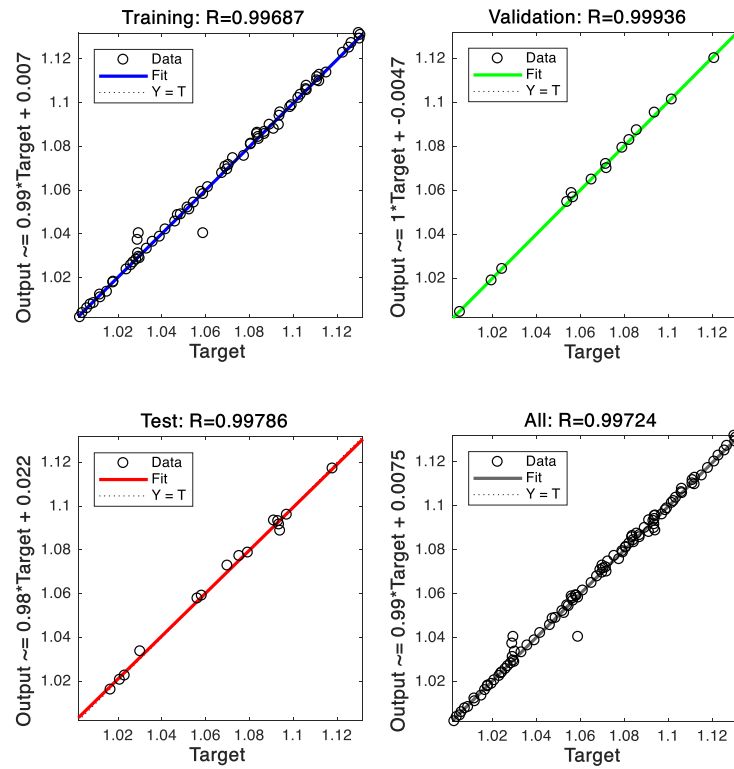 Training: R=0.99687
Output ~= 0.99*Target + 0.007
1.12
1.1
1.08
1.06
1.04
1.02
Data
Fit
Y = T
1.02 1.04 1.06 1.08 1.1 1.12
Target
Validation: R=0.99936
Output ~= 1*Target + -0.0047
1.12
1.1
1.08
1.06
1.04
1.02
Data
Fit
Y = T
1.02 1.04 1.06 1.08 1.1 1.12
Target
Test: R=0.99786
Output ~= 0.98*Target + 0.022
1.12
1.1
1.08
1.06
1.04
1.02
Data
Fit
Y = T
1.02 1.04 1.06 1.08 1.1 1.12
Target
All: R=0.99724
Output ~= 0.99*Target + 0.0075
1.12
1.1
1.08
1.06
1.04
1.02
Data
Fit
Y = T
1.02 1.04 1.06 1.08 1.1 1.12
Target